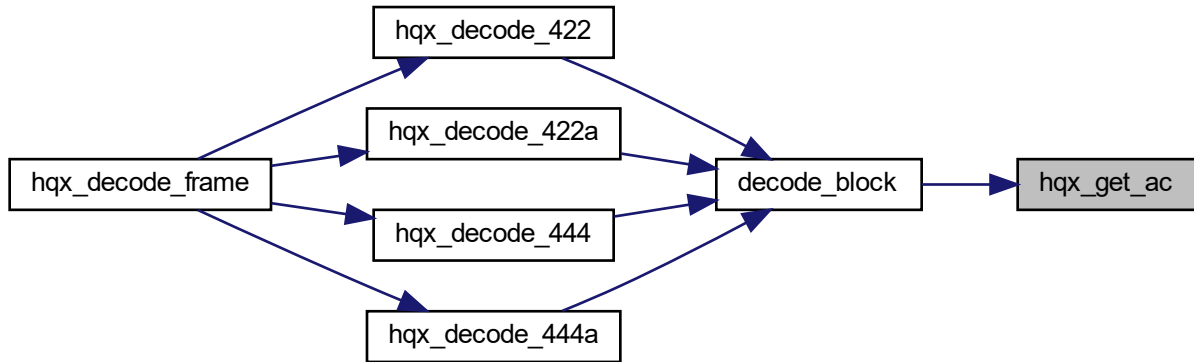 hqx_decode_422
hqx_decode_422a
hqx_decode_frame
decode_block
hqx_get_ac
hqx_decode_444
hqx_decode_444a